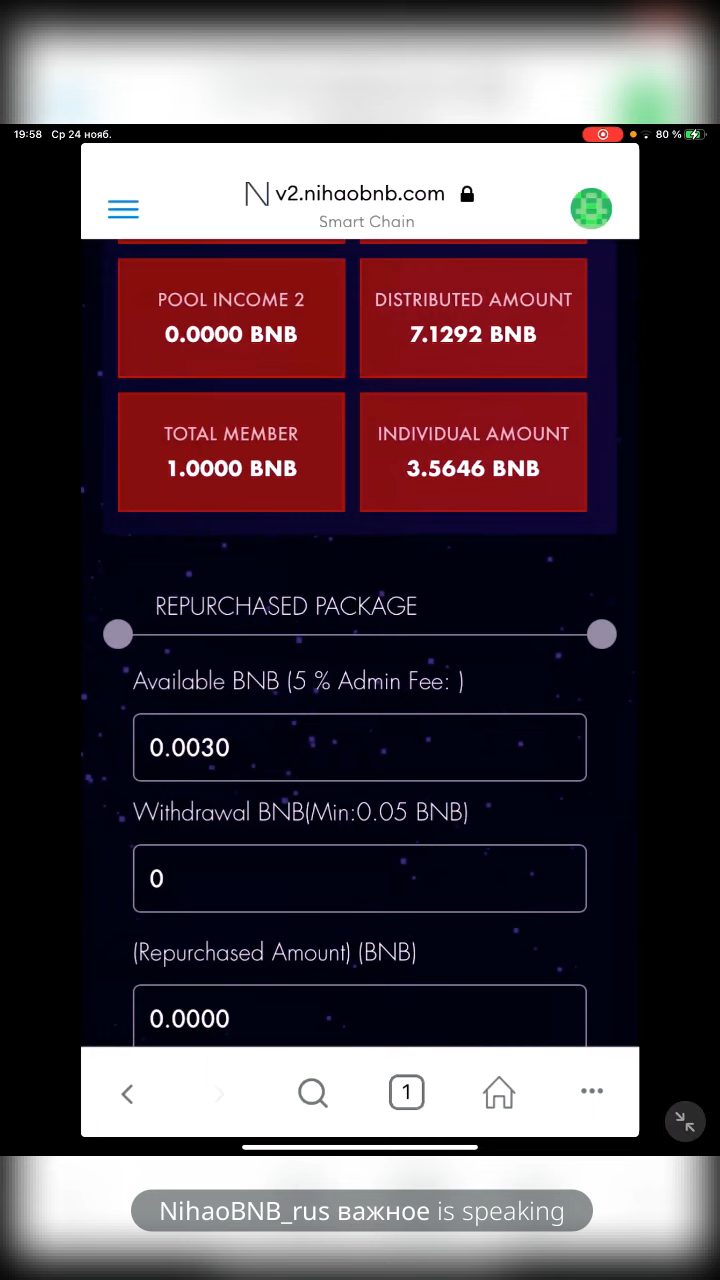 19:58 Ср 24 нояб. 80 %
N v2.nihaobnb.com
Smart Chain
POOL INCOME 2
0.0000 BNB
DISTRIBUTED AMOUNT
7.1292 BNB
TOTAL MEMBER
1.0000 BNB
INDIVIDUAL AMOUNT
3.5646 BNB
REPURCHASED PACKAGE
Available BNB (5 % Admin Fee: )
0.0030
Withdrawal BNB(Min:0.05 BNB)
0
(Repurchased Amount) (BNB)
0.0000
1
NihaoBNB_rus важное is speaking